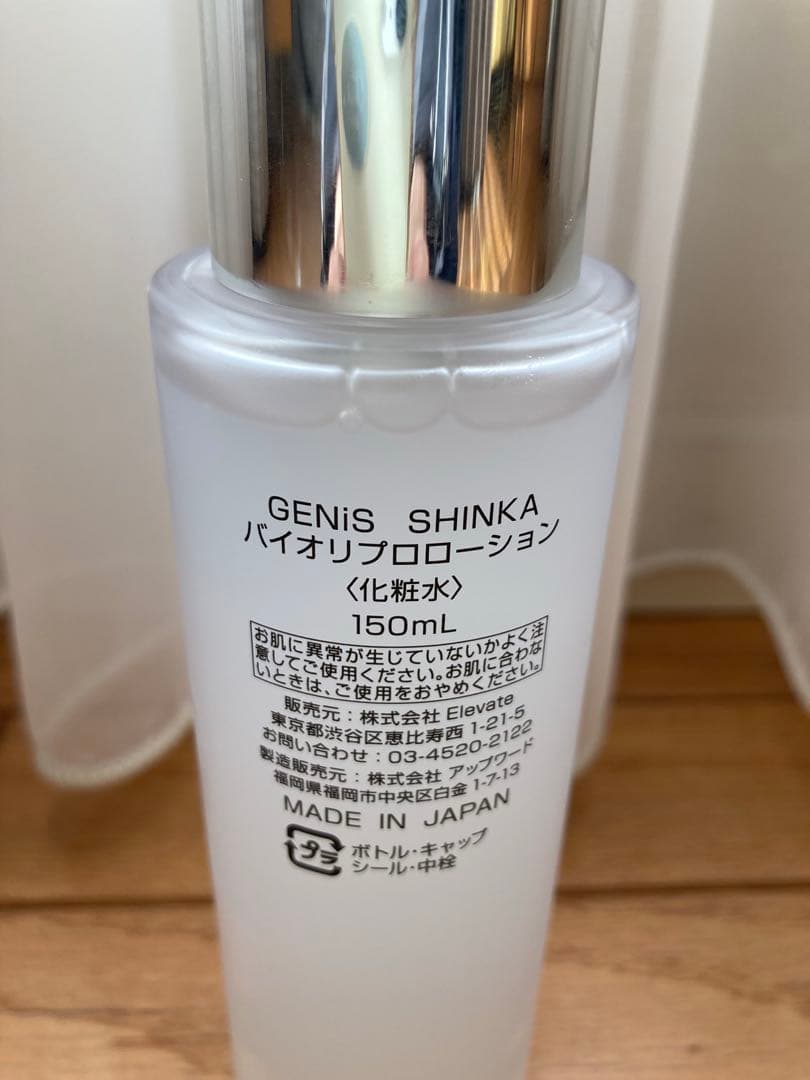 GENiS SHINKA
バイオリプロローション
〈化粧水〉
150mL
お肌に異常が生じていないかよく注
意してご使用ください。お肌に合わな
いときは、ご使用をおやめください。
販売元：株式会社 Elevate
東京都渋谷区恵比寿西 1-21-5
お問い合わせ：03-4520-2122
製造販売元：株式会社 アップワード
福岡県福岡市中央区白金 1-7-13
MADE IN JAPAN
プラ
ボトル・キャップ
シール・中栓